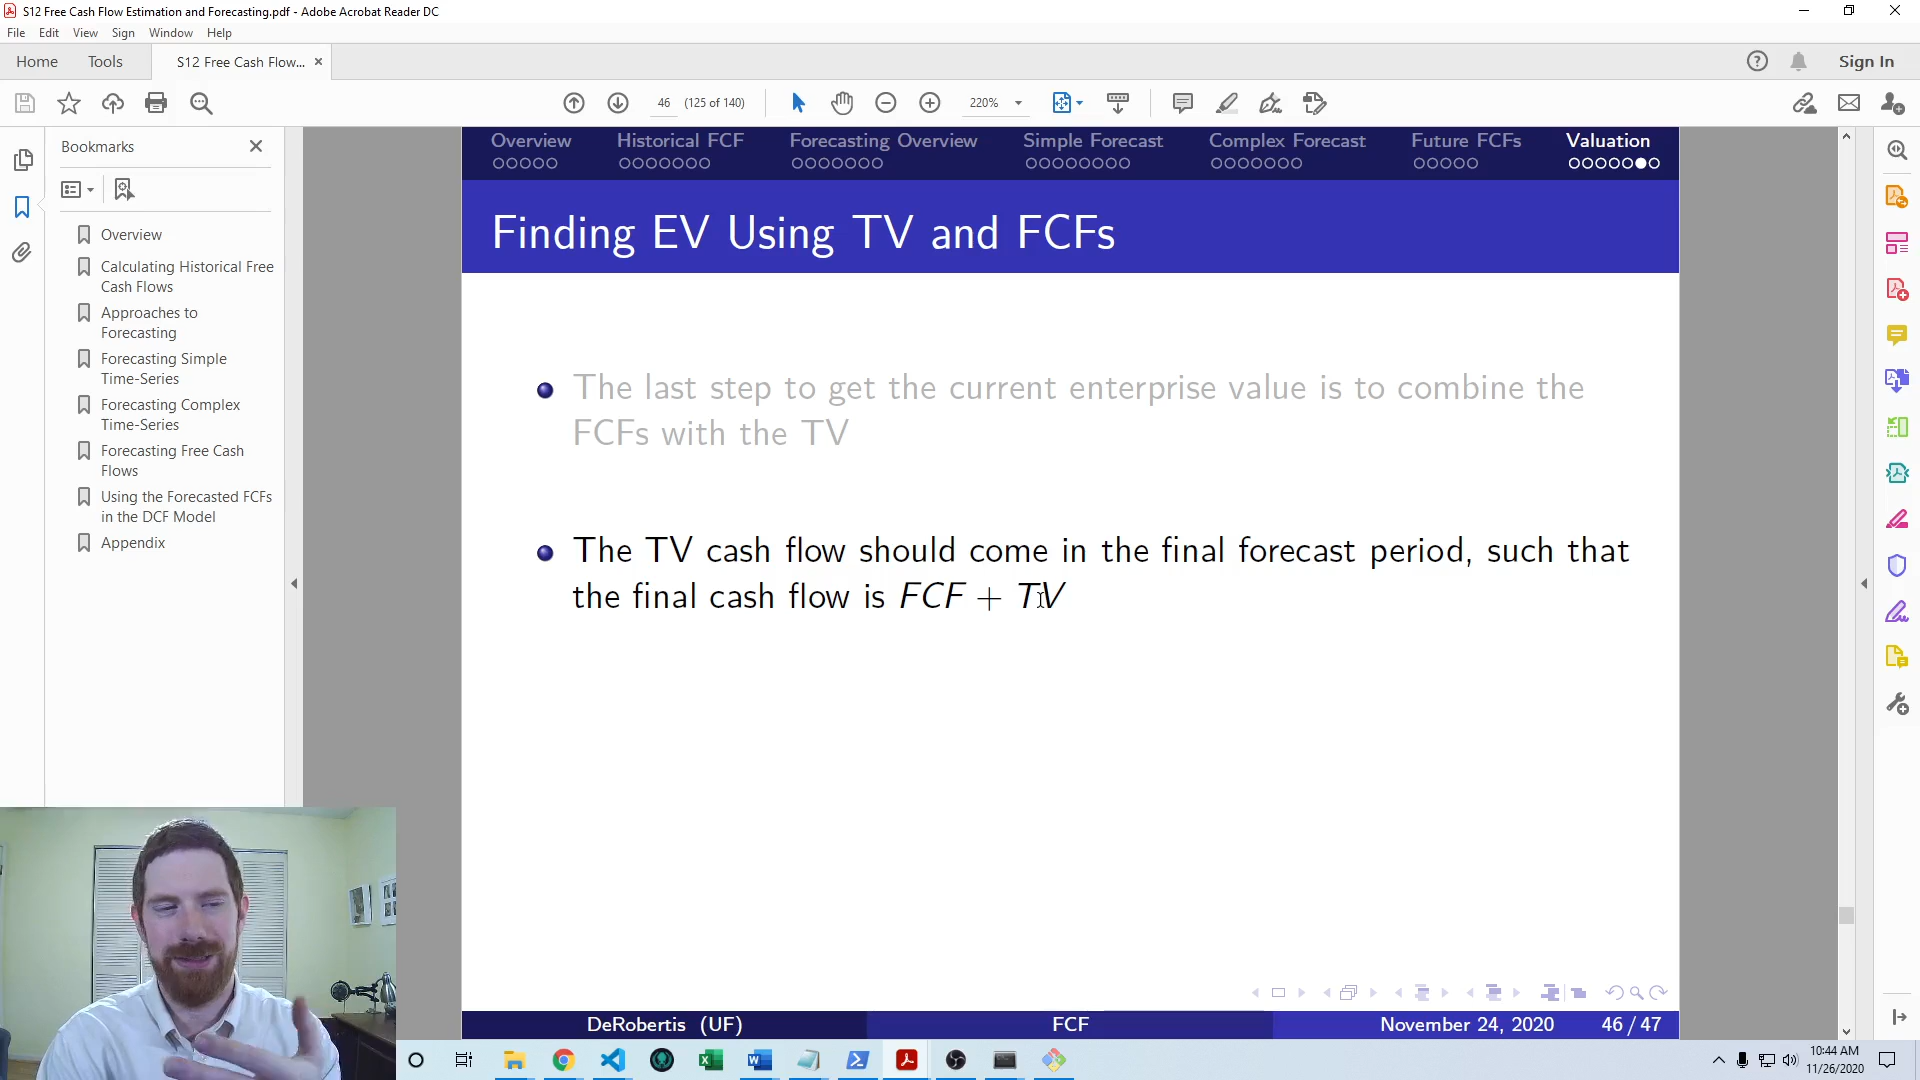 S12 Free Cash Flow Estimation and Forecasting.pdf - Adobe Acrobat Reader DC
File Edit View Sign Window Help
Home Tools S12 Free Cash Flow... × Sign In
46 (125 of 140) 220%
Bookmarks
Overview
Calculating Historical Free
Cash Flows
Approaches to
Forecasting
Forecasting Simple
Time-Series
Forecasting Complex
Time-Series
Forecasting Free Cash
Flows
Using the Forecasted FCFs
in the DCF Model
Appendix
Overview Historical FCF Forecasting Overview Simple Forecast Complex Forecast Future FCFs Valuation
Finding EV Using TV and FCFs
The last step to get the current enterprise value is to combine the
FCFs with the TV
The TV cash flow should come in the final forecast period, such that
the final cash flow is FCF + TV
DeRobertis (UF) FCF November 24, 2020 46 / 47
10:44 AM
11/26/2020